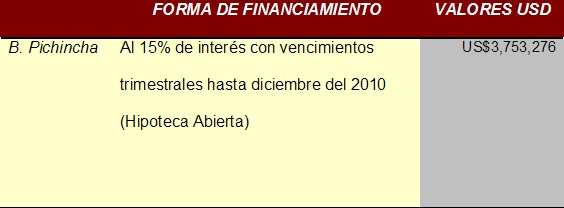 FORMA DE FINANCIAMIENTO VALORES USD
B. Pichincha Al 15% de interés con vencimientos US$3,753,276
trimestrales hasta diciembre del 2010
(Hipoteca Abierta)